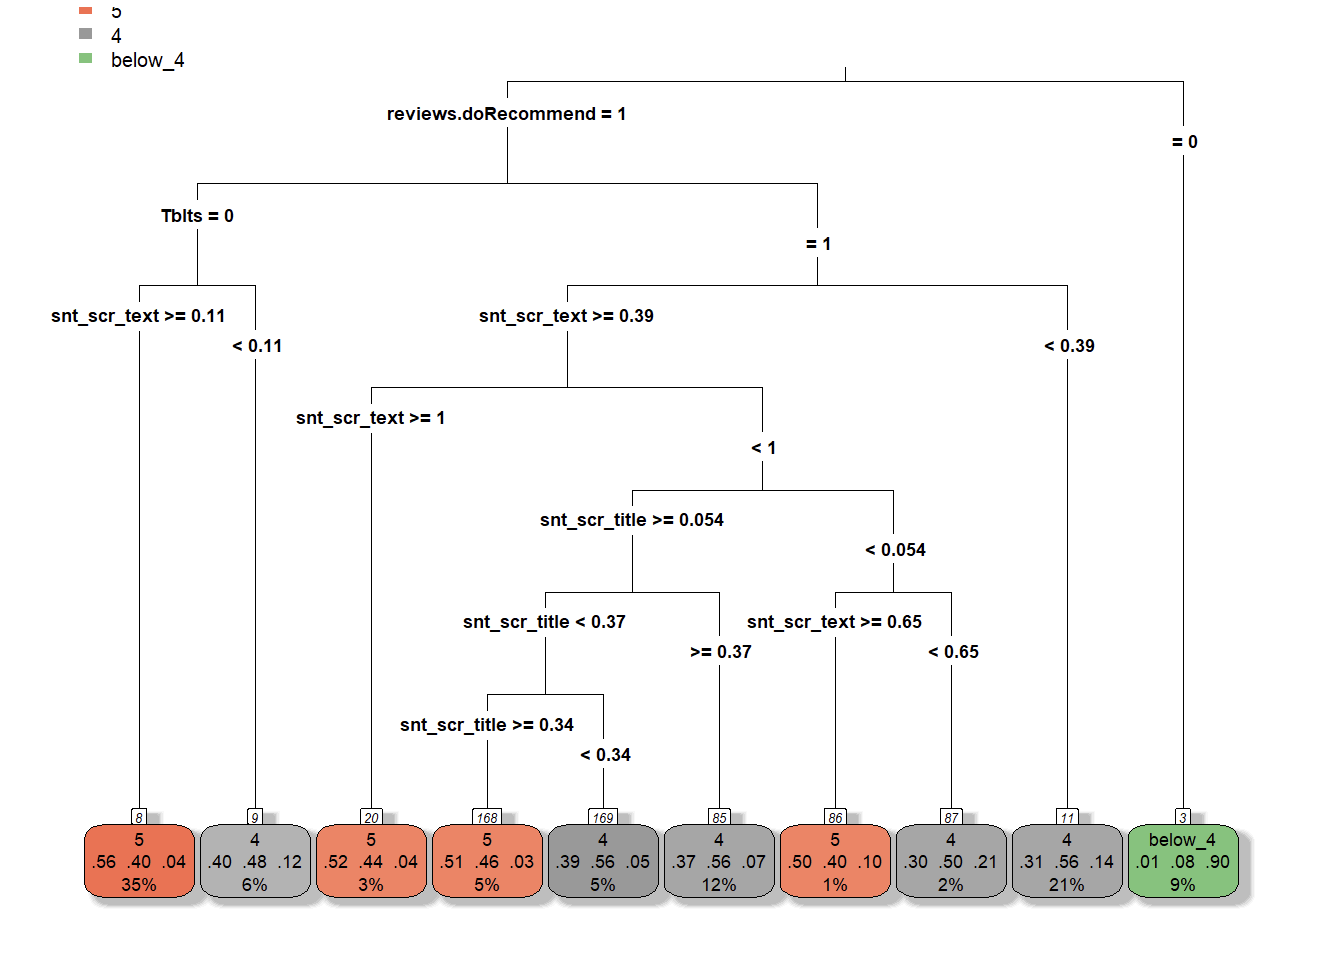 5
4
below_4
reviews.doRecommend = 1
= 0
Tblts = 0
= 1
snt_scr_text >= 0.11
snt_scr_text >= 0.39
< 0.11
< 0.39
snt_scr_text >= 1
< 1
snt_scr_title >= 0.054
< 0.054
snt_scr_title < 0.37
snt_scr_text >= 0.65
>= 0.37
< 0.65
snt_scr_title >= 0.34
< 0.34
8 9 20 168 169 85 86 87 11 3
5 4 5 5 4 4 5 4 4 below_4
.56 .40 .04 .40 .48 .12 .52 .44 .04 .51 .46 .03 .39 .56 .05 .37 .56 .07 .50 .40 .10 .30 .50 .21 .31 .56 .14 .01 .08 .90
35% 6% 3% 5% 5% 12% 1% 2% 21% 9%